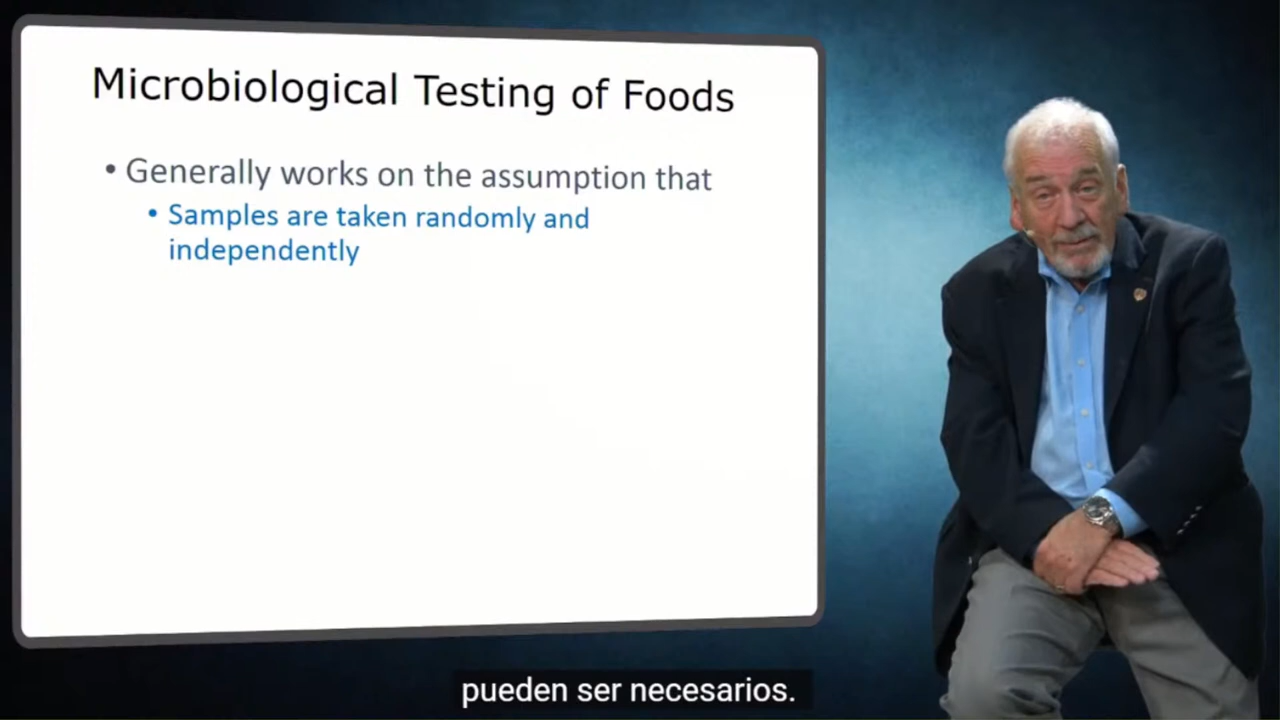 Microbiological Testing of Foods
• Generally works on the assumption that
• Samples are taken randomly and
independently
pueden ser necesarios.